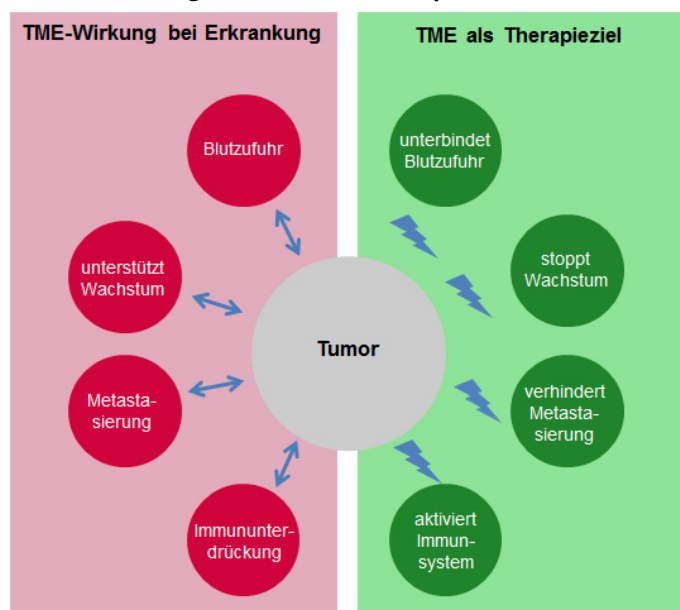 TME-Wirkung bei Erkrankung
TME als Therapieziel
Blutzufuhr
unterstützt
Wachstum
Metasta-
sierung
Immununter-
drückung
Tumor
unterbindet
Blutzufuhr
stoppt
Wachstum
verhindert
Metasta-
sierung
aktiviert
Immun-
system